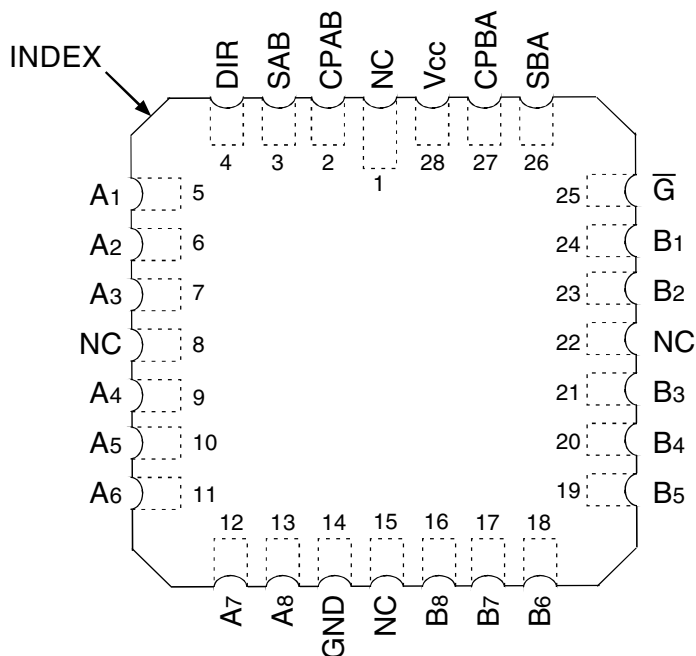 INDEX
DIR SAB CPAB NC Vcc CPBA SBA
4 3 2 1 28 27 26
A1 5 25 G̅
A2 6 24 B1
A3 7 23 B2
NC 8 22 NC
A4 9 21 B3
A5 10 20 B4
A6 11 19 B5
12 13 14 15 16 17 18
A7 A8 GND NC B8 B7 B6